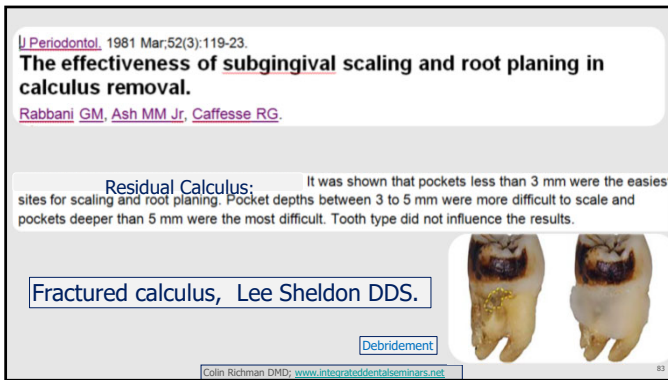 J Periodontol. 1981 Mar;52(3):119-23.
The effectiveness of subgingival scaling and root planing in
calculus removal.
Rabbani GM, Ash MM Jr, Caffesse RG.
Residual Calculus: It was shown that pockets less than 3 mm were the easies
sites for scaling and root planing. Pocket depths between 3 to 5 mm were more difficult to scale and
pockets deeper than 5 mm were the most difficult. Tooth type did not influence the results.
Fractured calculus, Lee Sheldon DDS.
Debridement
Colin Richman DMD; www.integrateddentalseminars.net
83